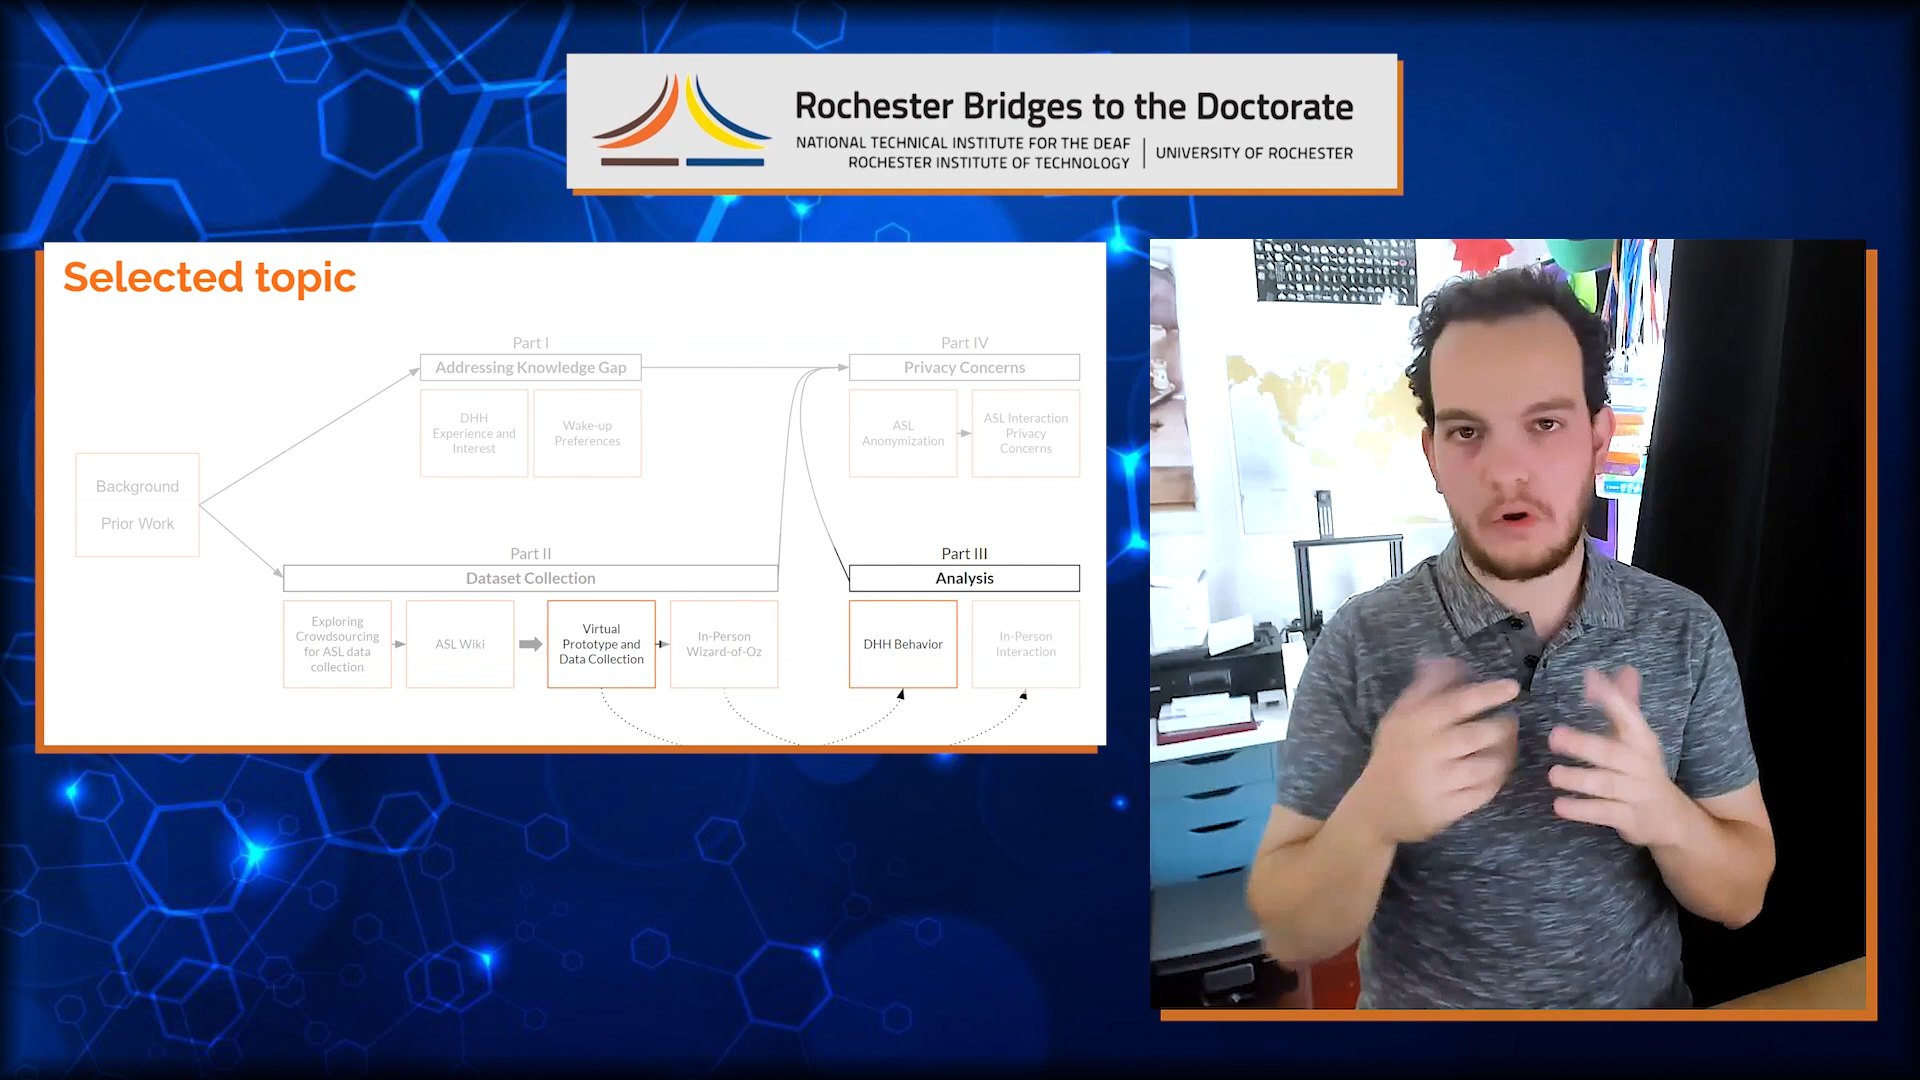 Rochester Bridges to the Doctorate
NATIONAL TECHNICAL INSTITUTE FOR THE DEAF
ROCHESTER INSTITUTE OF TECHNOLOGY
UNIVERSITY OF ROCHESTER
Selected topic
Part I
Addressing Knowledge Gap
DHH
Experience and
Interest
Wake-up
Preferences
Part IV
Privacy Concerns
ASL
Anonymization
ASL Interaction
Privacy
Concerns
Background
Prior Work
Part II
Dataset Collection
Exploring
Crowdsourcing
for ASL data
collection
ASL Wiki
Virtual
Prototype and
Data Collection
In-Person
Wizard-of-Oz
Part III
Analysis
DHH Behavior
In-Person
Interaction